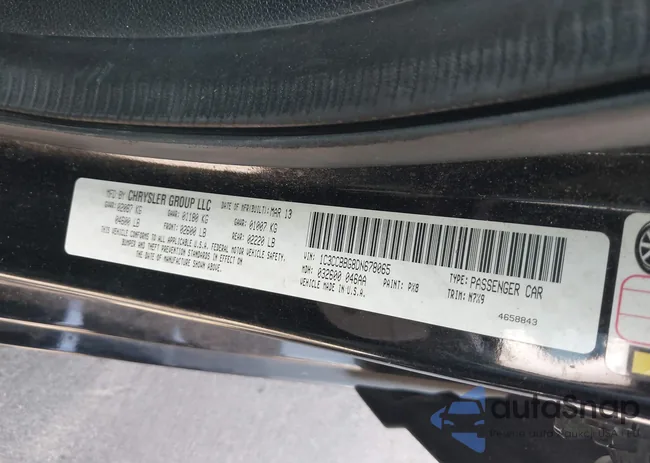 MFD BY CHRYSLER GROUP LLC DATE OF MFR(BUILT): MAR 13
GVWR: 02087 KG GAWR: 01180 KG GAWR: 01007 KG
04600 LB FRONT: 02600 LB REAR: 02220 LB
THIS VEHICLE CONFORMS TO ALL APPLICABLE U.S.A. FEDERAL MOTOR VEHICLE SAFETY,
BUMPER AND THEFT PREVENTION STANDARDS IN EFFECT ON THE
DATE OF MANUFACTURE SHOWN ABOVE.
VIN: 1C3CCBBG8DN678065 TYPE: PASSENGER CAR
MDH: 032600 046AA PAINT: PX8 TRIM: N7X9
VEHICLE MADE IN U.S.A.
4658843
autoSnap